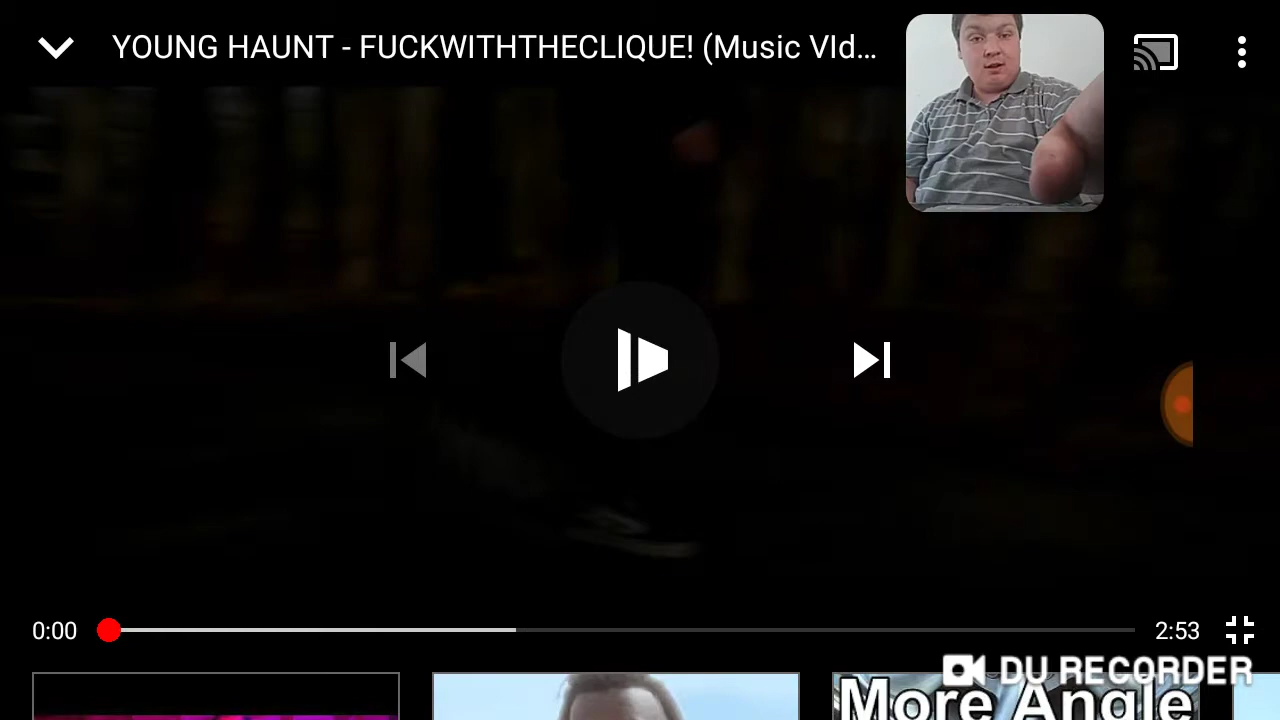 YOUNG HAUNT - FUCKWITHTHECLIQUE! (Music VId...
0:00
2:53
DU RECORDER
More Angle